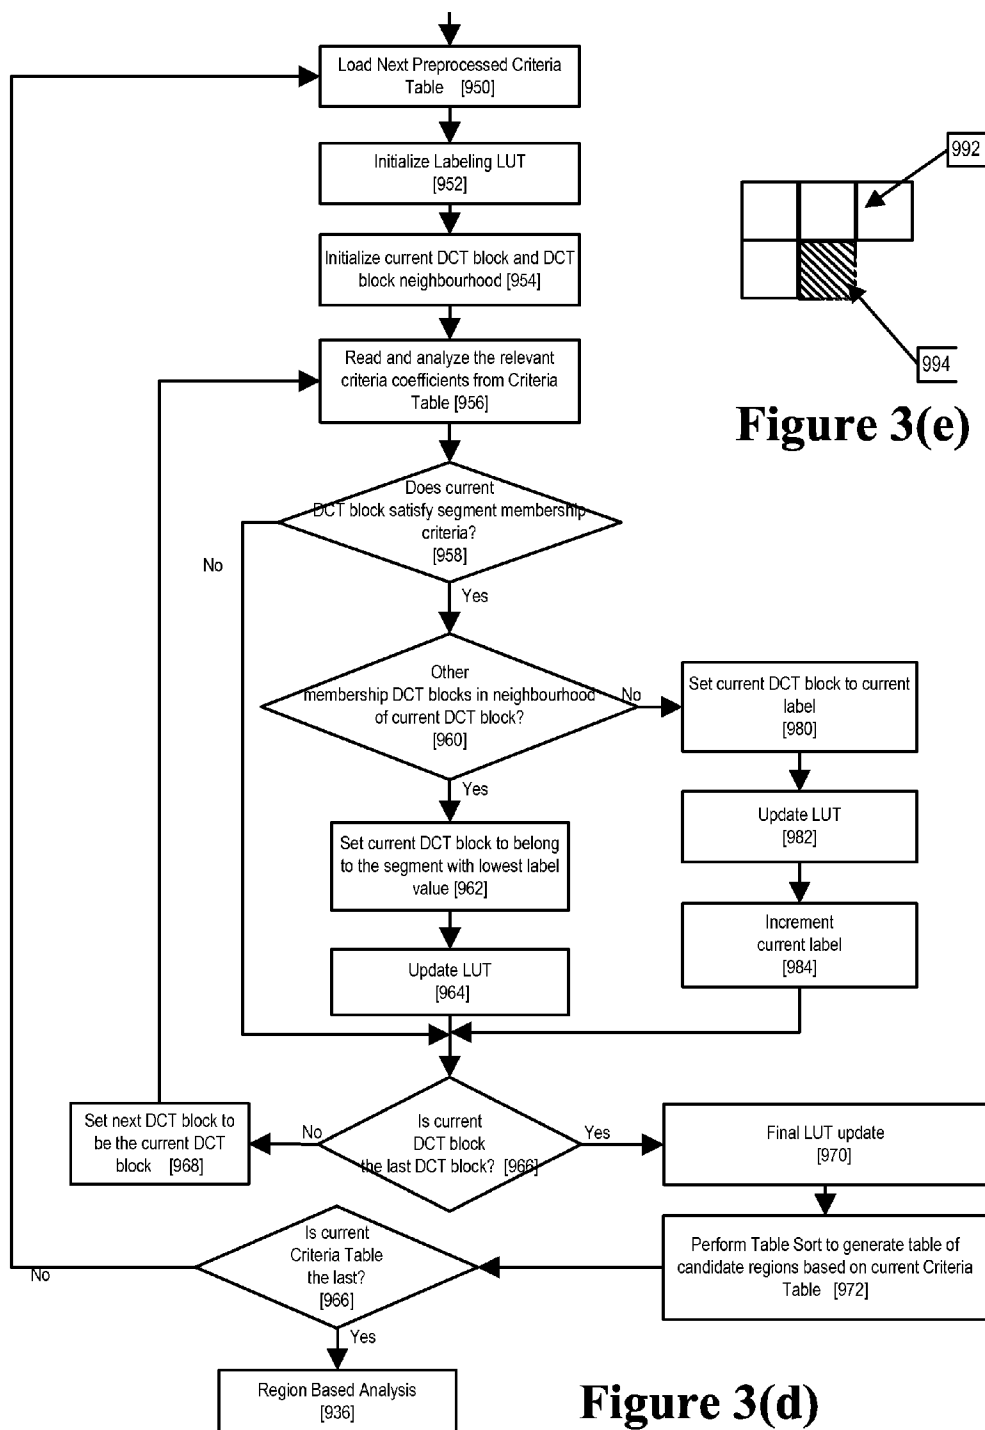 Load Next Preprocessed Criteria
Table [950]
Initialize Labeling LUT
[952]
Initialize current DCT block and DCT
block neighbourhood [954]
Read and analyze the relevant
criteria coefficients from Criteria
Table [956]
Does current
DCT block satisfy segment membership
criteria?
[958]
No
Yes
Other
membership DCT blocks in neighbourhood
of current DCT block?
[960]
No
Set current DCT block to current
label
[980]
Yes
Update LUT
[982]
Set current DCT block to belong
to the segment with lowest label
value [962]
Increment
current label
[984]
Update LUT
[964]
Set next DCT block to
be the current DCT
block [968]
No
Is current
DCT block
the last DCT block? [966]
Yes
Final LUT update
[970]
Perform Table Sort to generate table of
candidate regions based on current Criteria
Table [972]
Is current
Criteria Table
the last?
[966]
No
Yes
Region Based Analysis
[936]
Figure 3(d)
992
994
Figure 3(e)